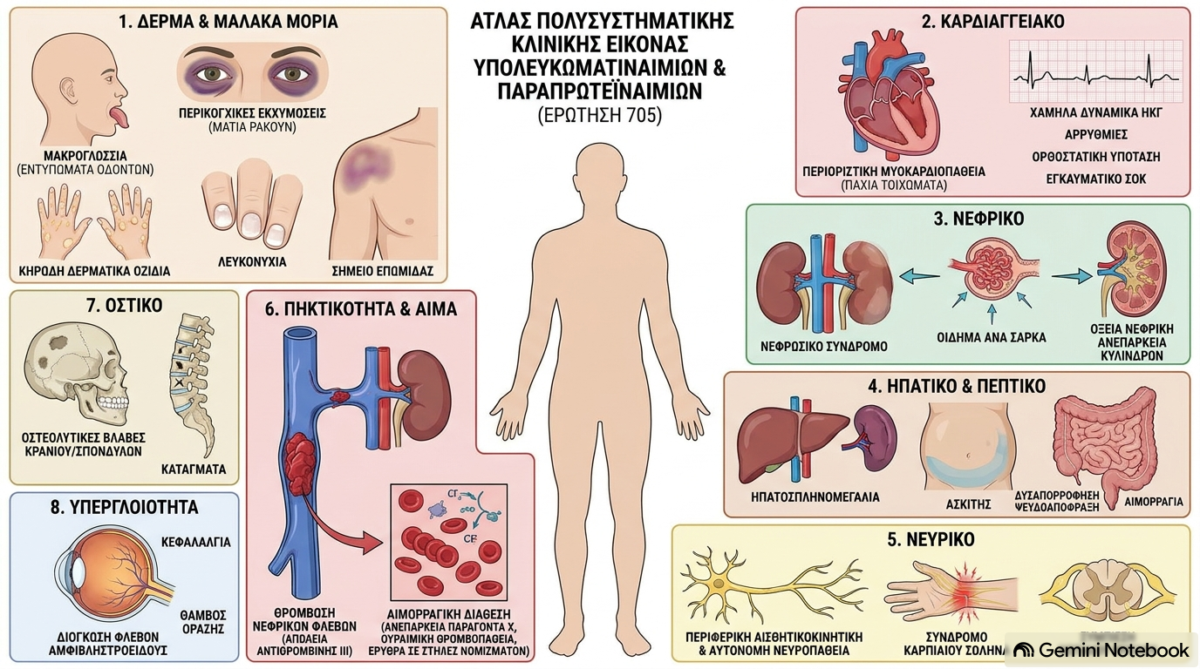 ΑΤΛΑΣ ΠΟΛΥΣΥΣΤΗΜΑΤΙΚΗΣ
ΚΛΙΝΙΚΗΣ ΕΙΚΟΝΑΣ
ΥΠΟΛΕΥΚΩΜΑΤΙΝΑΙΜΙΩΝ &
ΠΑΡΑΠΡΩΤΕΪΝΑΙΜΙΩΝ
(ΕΡΩΤΗΣΗ 705)
1. ΔΕΡΜΑ & ΜΑΛΑΚΑ ΜΟΡΙΑ
ΜΑΚΡΟΓΛΩΣΣΙΑ
(ΕΝΤΥΠΩΜΑΤΑ ΟΔΟΝΤΩΝ)
ΠΕΡΙΚΟΓΧΙΚΕΣ ΕΚΧΥΜΩΣΕΙΣ
(ΜΑΤΙΑ ΡΑΚΟΥΝ)
ΚΗΡΩΔΗ ΔΕΡΜΑΤΙΚΑ ΟΖΙΔΙΑ
ΛΕΥΚΟΝΥΧΙΑ
ΣΗΜΕΙΟ ΕΠΩΜΙΔΑΣ
2. ΚΑΡΔΙΑΓΓΕΙΑΚΟ
ΠΕΡΙΟΡΙΣΤΙΚΗ ΜΥΟΚΑΡΔΙΟΠΑΘΕΙΑ
(ΠΑΧΙΑ ΤΟΙΧΩΜΑΤΑ)
ΧΑΜΗΛΑ ΔΥΝΑΜΙΚΑ ΗΚΓ
ΑΡΡΥΘΜΙΕΣ
ΟΡΘΟΣΤΑΤΙΚΗ ΥΠΟΤΑΣΗ
ΕΓΚΑΥΜΑΤΙΚΟ ΣΟΚ
3. ΝΕΦΡΙΚΟ
ΝΕΦΡΩΣΙΚΟ ΣΥΝΔΡΟΜΟ
ΟΙΔΗΜΑ ΑΝΑ ΣΑΡΚΑ
ΟΞΕΙΑ ΝΕΦΡΙΚΗ
ΑΝΕΠΑΡΚΕΙΑ
ΚΥΛΙΝΔΡΩΝ
4. ΗΠΑΤΙΚΟ & ΠΕΠΤΙΚΟ
ΗΠΑΤΟΣΠΛΗΝΟΜΕΓΑΛΙΑ
ΑΣΚΙΤΗΣ
ΔΥΣΑΠΟΡΡΟΦΗΣΗ
ΨΕΥΔΟΑΠΟΦΡΑΞΗ
ΑΙΜΟΡΡΑΓΙΑ
5. ΝΕΥΡΙΚΟ
ΠΕΡΙΦΕΡΙΚΗ ΑΙΣΘΗΤΙΚΟΚΙΝΗΤΙΚΗ
& ΑΥΤΟΝΟΜΗ ΝΕΥΡΟΠΑΘΕΙΑ
ΣΥΝΔΡΟΜΟ
ΚΑΡΠΙΑΙΟΥ ΣΩΛΗΝΑ
6. ΠΗΚΤΙΚΟΤΗΤΑ & ΑΙΜΑ
ΘΡΟΜΒΩΣΗ
ΝΕΦΡΙΚΩΝ ΦΛΕΒΩΝ
(ΑΠΩΛΕΙΑ
ΑΝΤΙΘΡΟΜΒΙΝΗΣ III)
ΑΙΜΟΡΡΑΓΙΚΗ ΔΙΑΘΕΣΗ
(ΑΝΕΠΑΡΚΕΙΑ ΠΑΡΑΓΟΝΤΑ Χ,
ΟΥΡΑΙΜΙΚΗ ΘΡΟΜΒΟΠΑΘΕΙΑ,
ΕΡΥΘΡΑ ΣΕ ΣΤΗΛΕΣ ΝΟΜΙΣΜΑΤΩΝ)
7. ΟΣΤΙΚΟ
ΟΣΤΕΟΛΥΤΙΚΕΣ ΒΛΑΒΕΣ
ΚΡΑΝΙΟΥ/ΣΠΟΝΔΥΛΩΝ
ΚΑΤΑΓΜΑΤΑ
8. ΥΠΕΡΓΛΟΙΟΤΗΤΑ
ΚΕΦΑΛΑΛΓΙΑ
ΘΑΜΒΟΣ
ΟΡΑΣΗΣ
ΔΙΟΓΚΩΣΗ ΦΛΕΒΩΝ
ΑΜΦΙΒΛΗΣΤΡΟΕΙΔΟΥΣ
Gemini Notebook